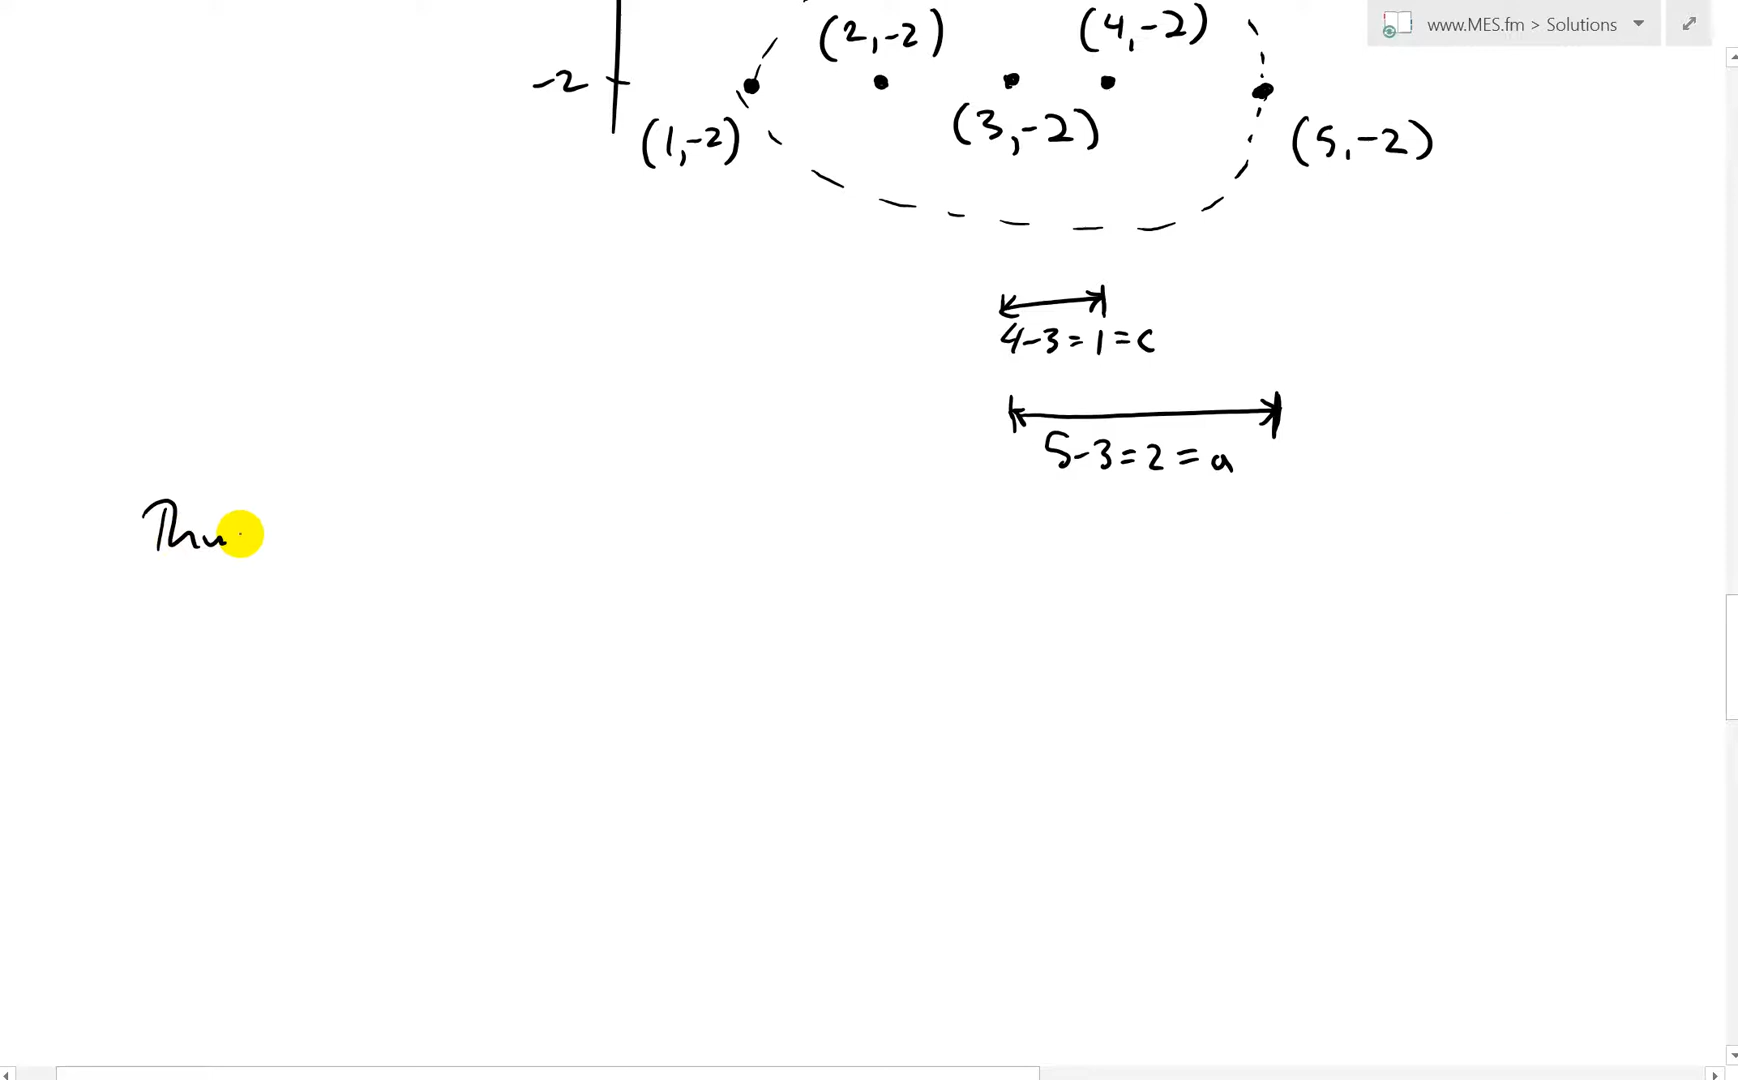 www.MES.fm > Solutions
(2,-2) (4,-2)
-2
(1,-2) (3,-2) (5,-2)
4-3=1=c
5-3=2=a
Thu